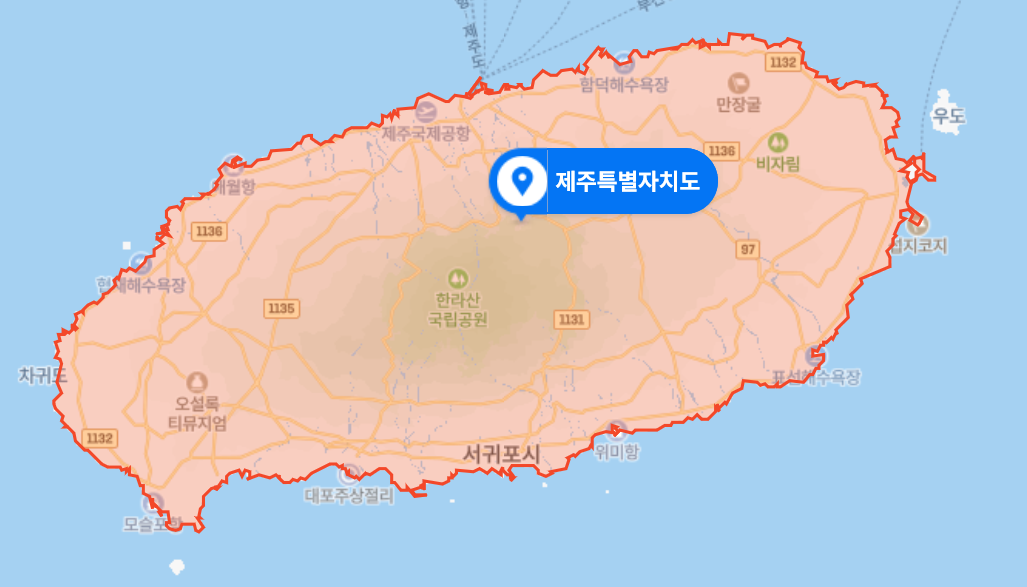 항
제주도
부산
함덕해수욕장
1132
만장굴
우도
제주국제공항
1136
비자림
애월항
제주특별자치도
1136
섭지코지
97
협재해수욕장
한라산
국립공원
1135
1131
차귀도
표선해수욕장
오설록
티뮤지엄
1132
서귀포시
위미항
대포주상절리
모슬포항